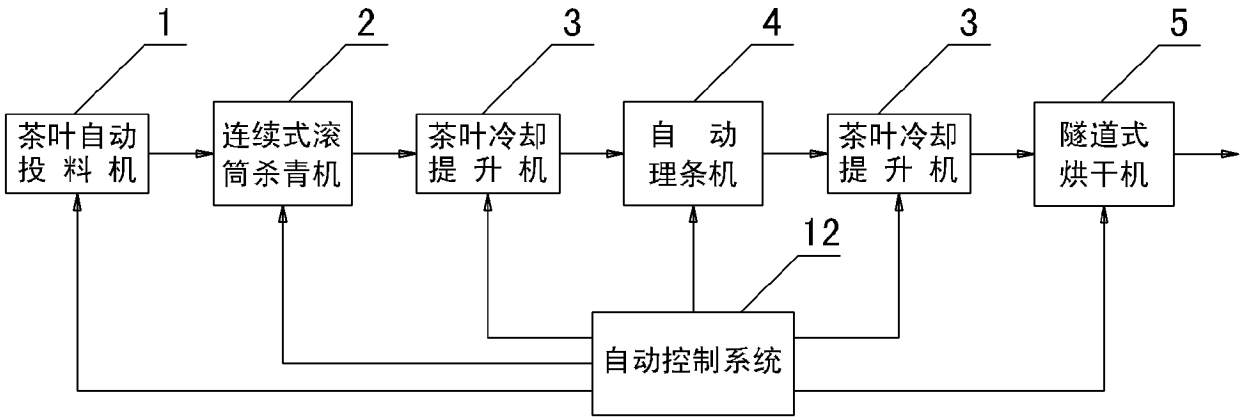 1
2
3
4
3
5
茶叶自动
投料机
连续式滚
筒杀青机
茶叶冷却
提升机
自动
理条机
茶叶冷却
提升机
隧道式
烘干机
12
自动控制系统